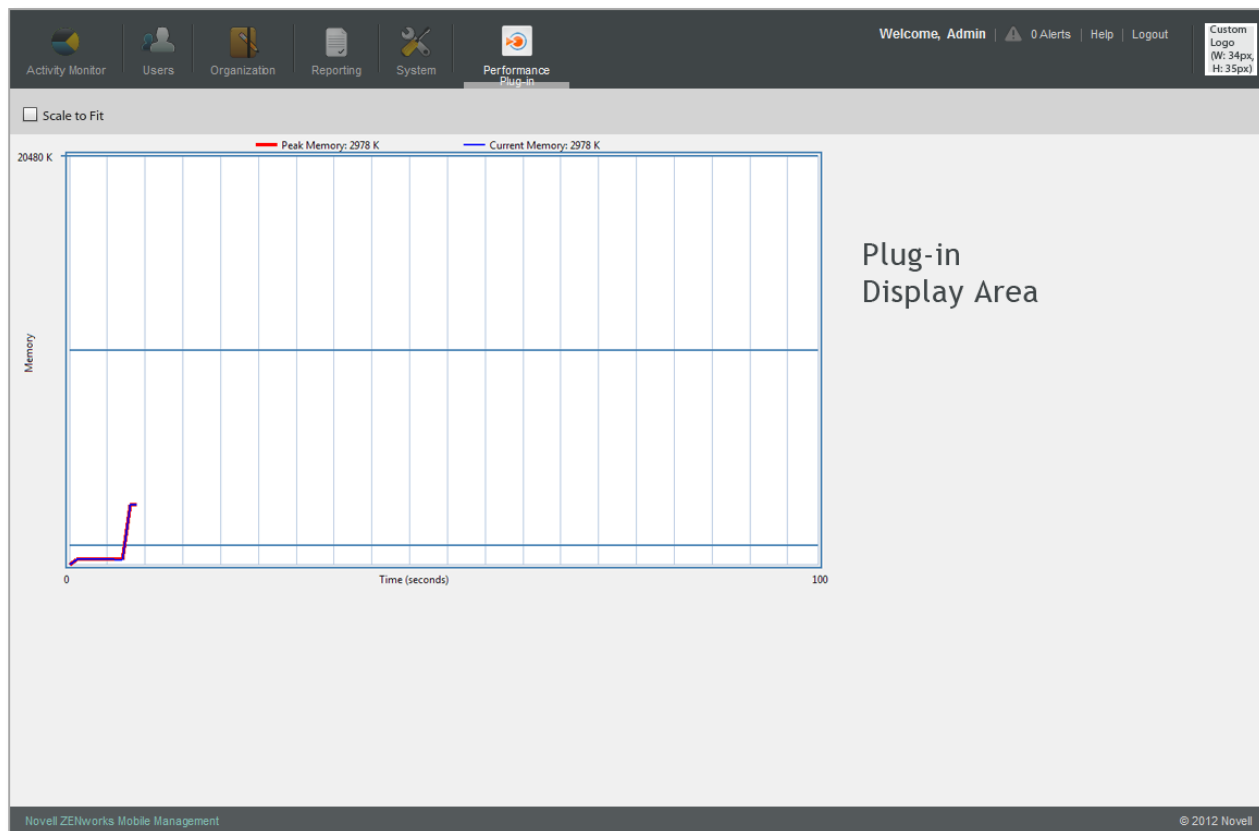 Activity Monitor
Users
Organization
Reporting
System
Performance
Plug-in
Welcome, Admin | 0 Alerts | Help | Logout
Custom
Logo
(W: 34px,
H: 35px)
Scale to Fit
Peak Memory: 2978 K
Current Memory: 2978 K
20480 K
Plug-in
Display Area
Memory
0
Time (seconds)
100
Novell ZENworks Mobile Management
© 2012 Novell